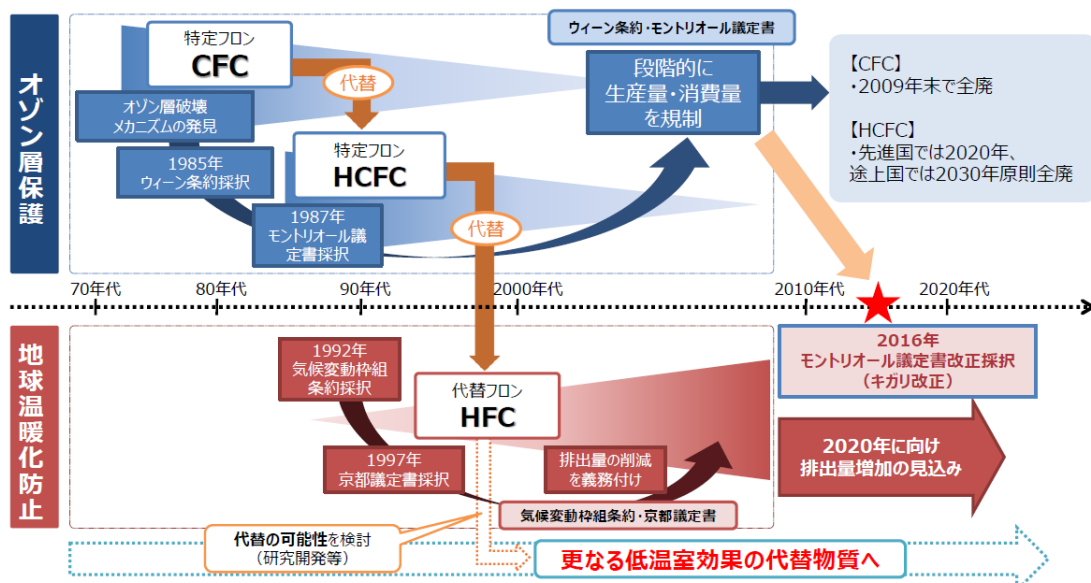 オゾン層保護
ウィーン条約・モントリオール議定書
特定フロン
CFC
代替
段階的に
生産量・消費量
を規制
【CFC】
・2009年末で全廃
【HCFC】
・先進国では2020年、
途上国では2030年原則全廃
オゾン層破壊
メカニズムの発見
1985年
ウィーン条約採択
特定フロン
HCFC
1987年
モントリオール議
定書採択
代替
70年代
80年代
90年代
2000年代
2010年代
2020年代
地球温暖化防止
1992年
気候変動枠組
条約採択
代替フロン
HFC
2016年
モントリオール議定書改正採択
（キガリ改正）
1997年
京都議定書採択
排出量の削減
を義務付け
2020年に向け
排出量増加の見込み
気候変動枠組条約・京都議定書
代替の可能性を検討
（研究開発等）
更なる低温室効果の代替物質へ